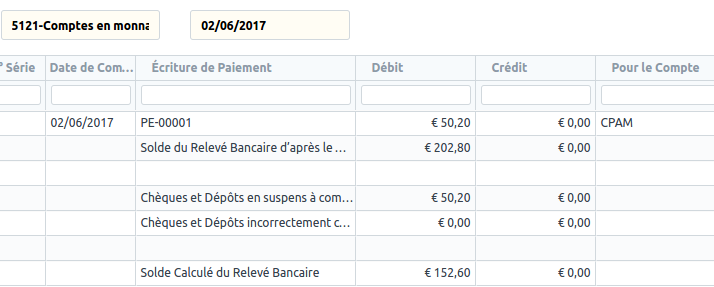 5121-Comptes en monna 02/06/2017
° Série Date de Com... Écriture de Paiement Débit Crédit Pour le Compte
02/06/2017 PE-00001 € 50,20 € 0,00 CPAM
Solde du Relevé Bancaire d’après le ... € 202,80 € 0,00
Chèques et Dépôts en suspens à com... € 50,20 € 0,00
Chèques et Dépôts incorrectement c... € 0,00 € 0,00
Solde Calculé du Relevé Bancaire € 152,60 € 0,00